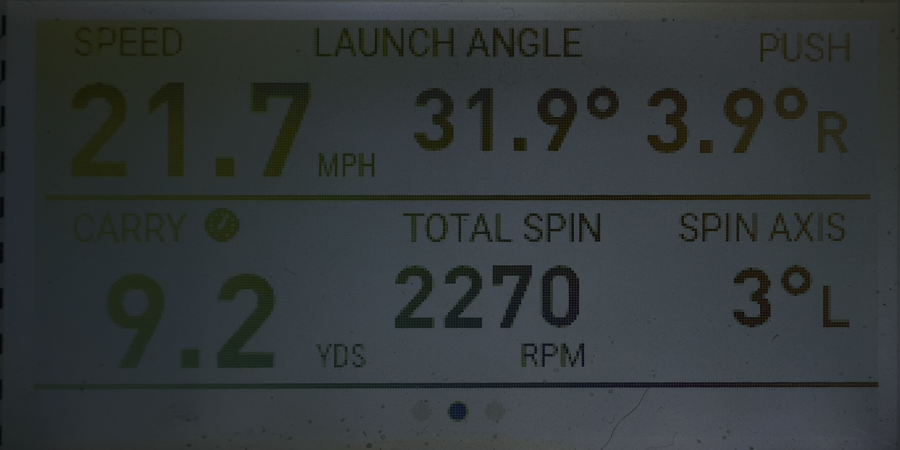 SPEED LAUNCH ANGLE PUSH
21.7 MPH 31.9° 3.9° R
CARRY TOTAL SPIN SPIN AXIS
9.2 YDS 2270 RPM 3° L